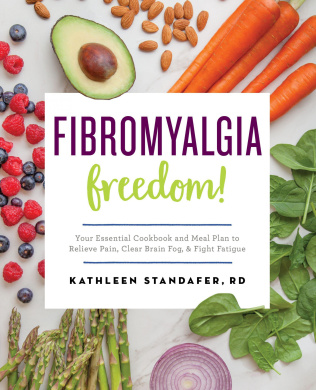 FIBROMYALGIA
freedom!
Your Essential Cookbook and Meal Plan to
Relieve Pain, Clear Brain Fog, & Fight Fatigue
KATHLEEN STANDAFER, RD